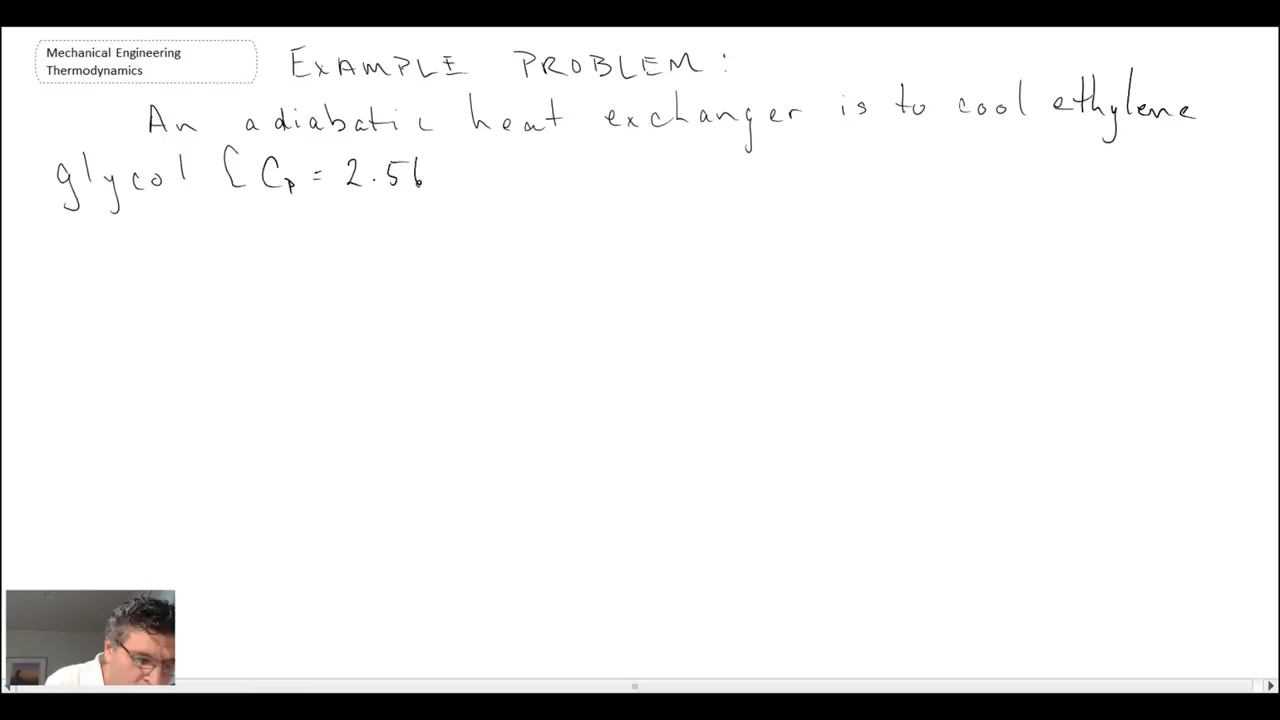 Mechanical Engineering
Thermodynamics
EXAMPLE PROBLEM:
An adiabatic heat exchanger is to cool ethylene
glycol [Cp = 2.56